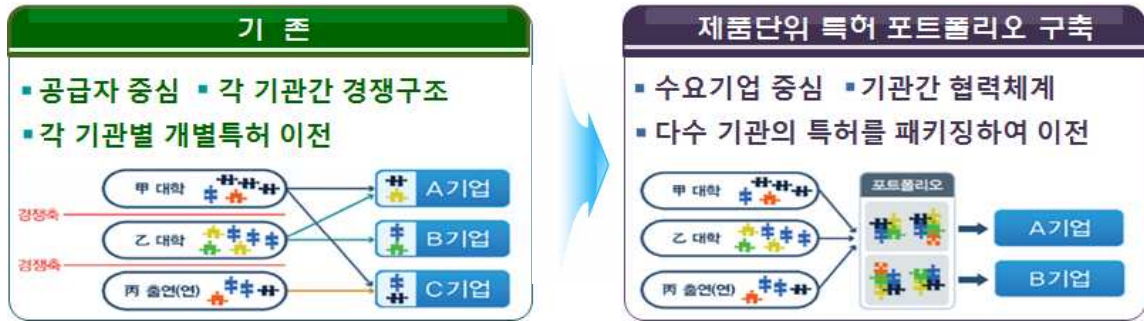 기 존
▪ 공급자 중심 ▪ 각 기관간 경쟁구조
▪ 각 기관별 개별특허 이전
甲 대학
A기업
경쟁축
乙 대학
B기업
경쟁축
丙 출연(연)
C기업
제품단위 특허 포트폴리오 구축
▪ 수요기업 중심 ▪ 기관간 협력체계
▪ 다수 기관의 특허를 패키징하여 이전
포트폴리오
甲 대학
A기업
乙 대학
B기업
丙 출연(연)